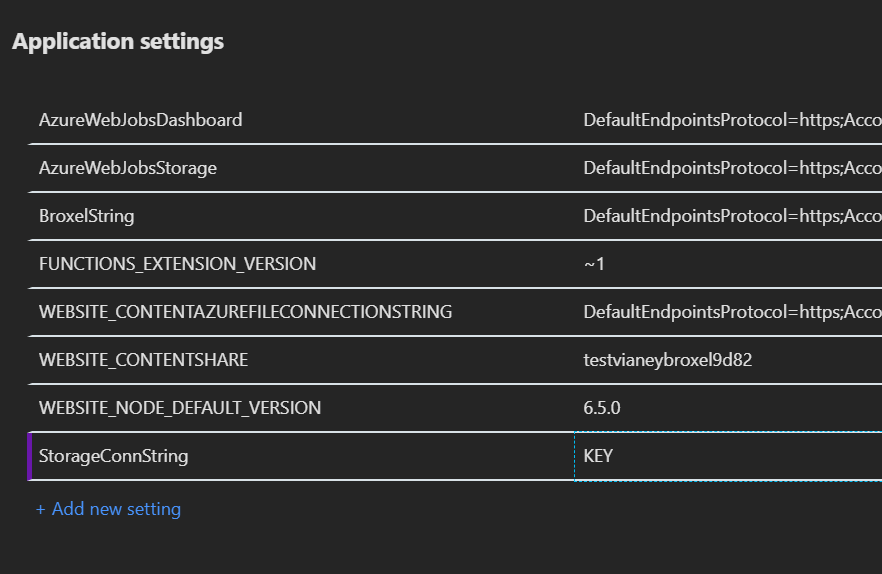 Application settings
AzureWebJobsDashboard DefaultEndpointsProtocol=https;Acco
AzureWebJobsStorage DefaultEndpointsProtocol=https;Acco
BroxelString DefaultEndpointsProtocol=https;Acco
FUNCTIONS_EXTENSION_VERSION ~1
WEBSITE_CONTENTAZUREFILECONNECTIONSTRING DefaultEndpointsProtocol=https;Acco
WEBSITE_CONTENTSHARE testvianeybroxel9d82
WEBSITE_NODE_DEFAULT_VERSION 6.5.0
StorageConnString KEY
+ Add new setting